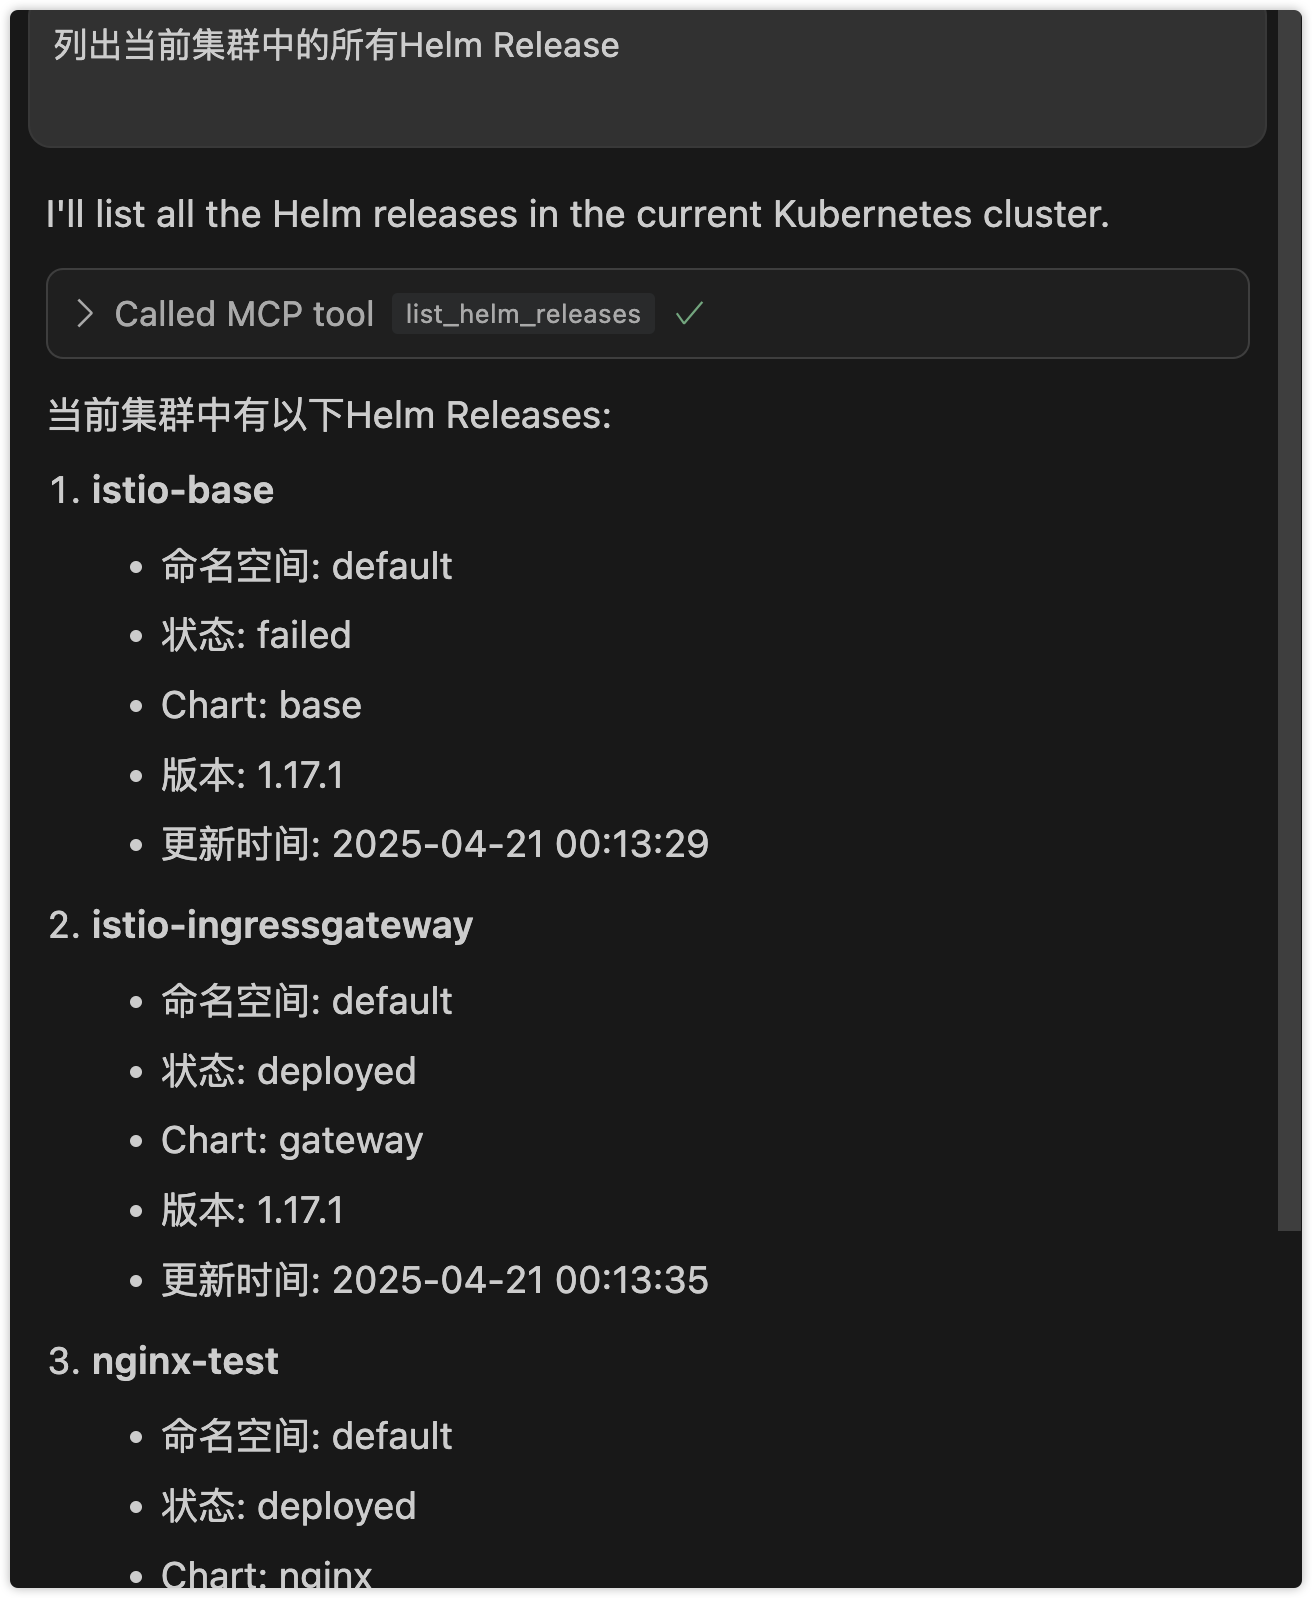 列出当前集群中的所有Helm Release
I'll list all the Helm releases in the current Kubernetes cluster.
Called MCP tool list_helm_releases
当前集群中有以下Helm Releases:
1. istio-base
• 命名空间: default
• 状态: failed
• Chart: base
• 版本: 1.17.1
• 更新时间: 2025-04-21 00:13:29
2. istio-ingressgateway
• 命名空间: default
• 状态: deployed
• Chart: gateway
• 版本: 1.17.1
• 更新时间: 2025-04-21 00:13:35
3. nginx-test
• 命名空间: default
• 状态: deployed
• Chart: nginx